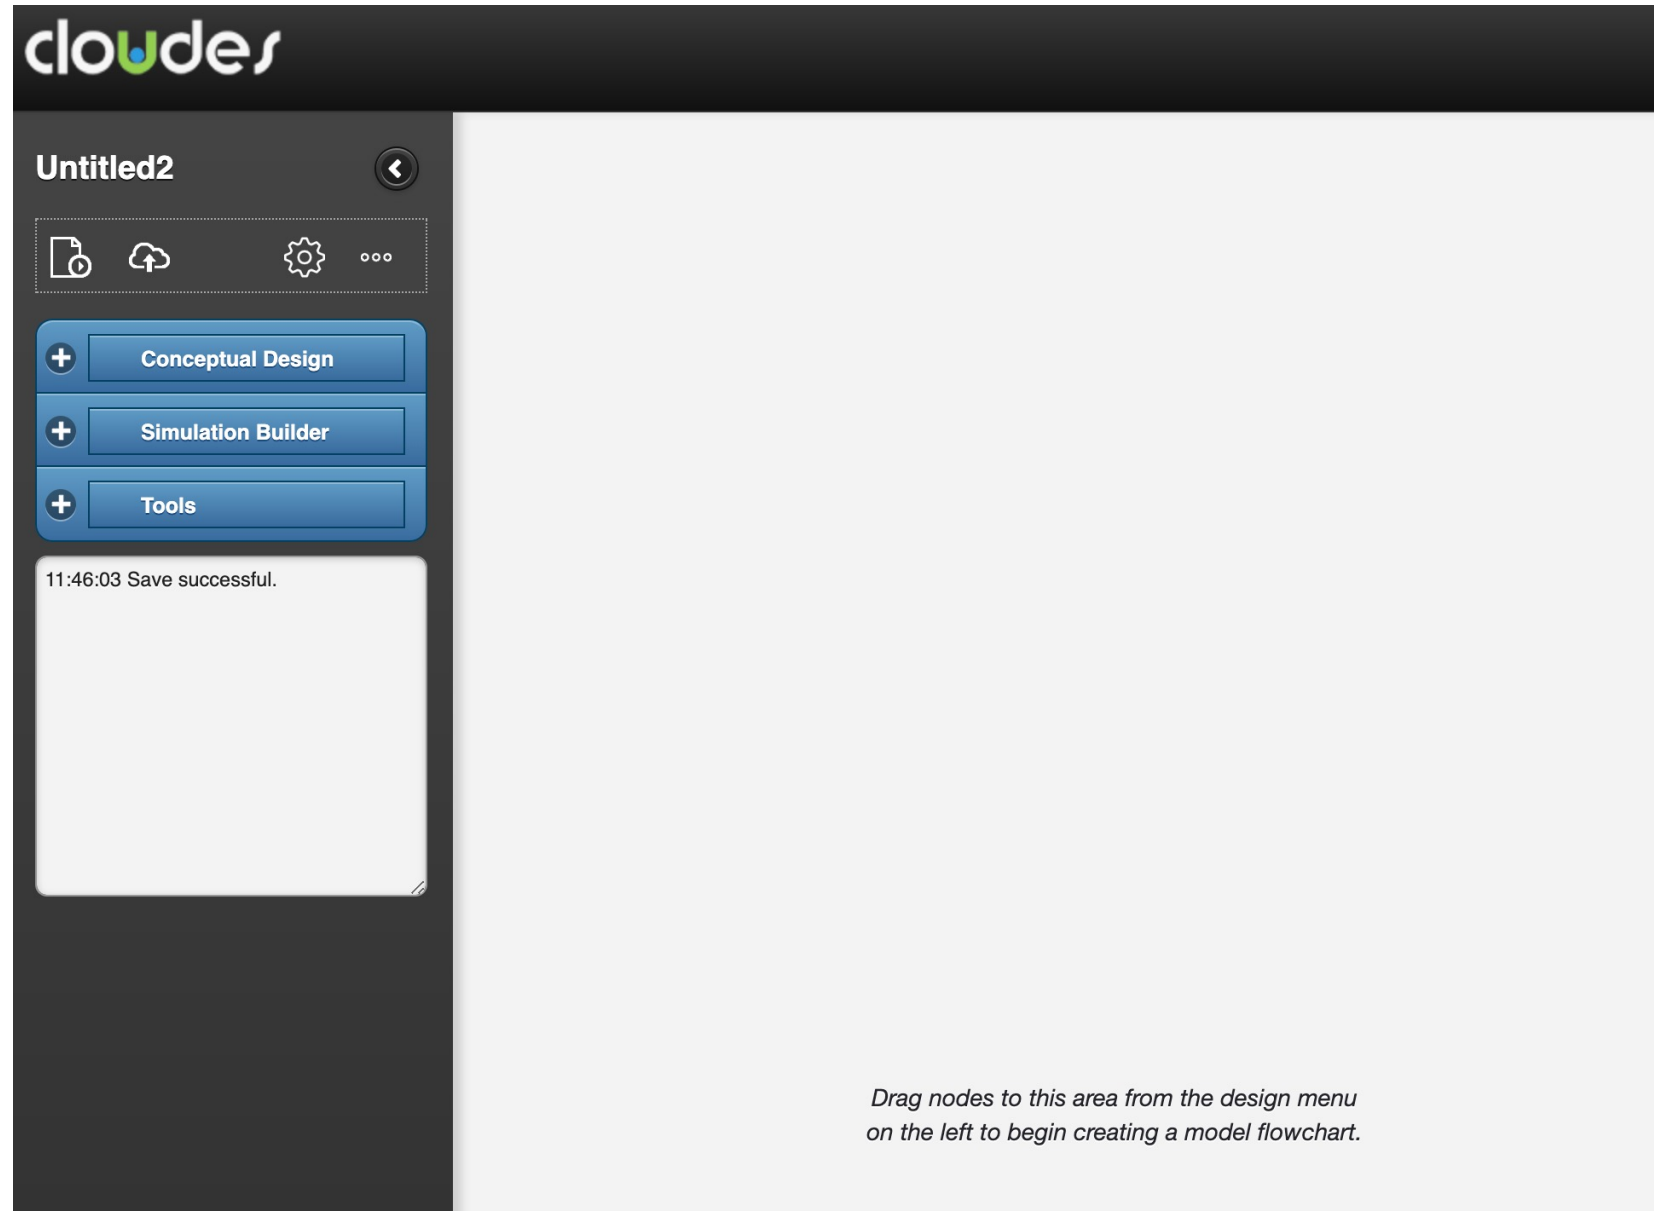 cloudes
Untitled2
Conceptual Design
Simulation Builder
Tools
11:46:03 Save successful.
Drag nodes to this area from the design menu
on the left to begin creating a model flowchart.